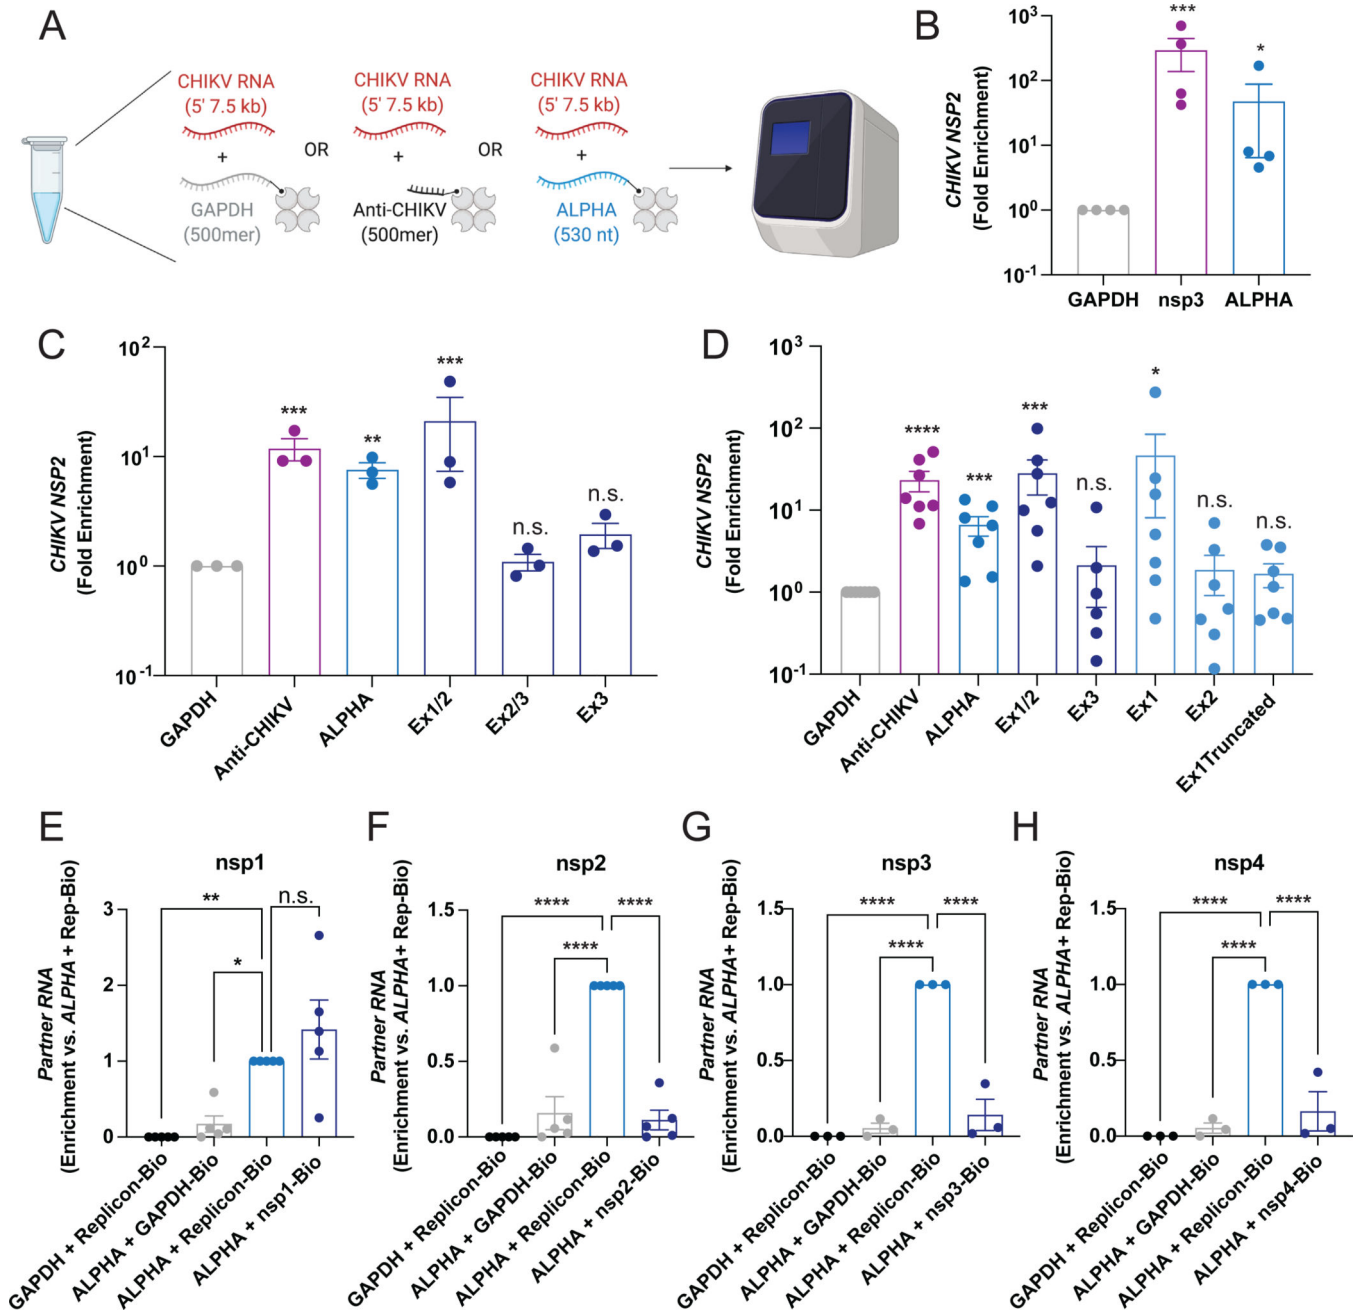 A
CHIKV RNA
(5' 7.5 kb)
+
GAPDH
(500mer)
OR
CHIKV RNA
(5' 7.5 kb)
+
Anti-CHIKV
(500mer)
OR
CHIKV RNA
(5' 7.5 kb)
+
ALPHA
(530 nt)
B
CHIKV NSP2
(Fold Enrichment)
10³
10²
10¹
10⁰
10⁻¹
***
*
GAPDH
nsp3
ALPHA
C
CHIKV NSP2
(Fold Enrichment)
10²
10¹
10⁰
10⁻¹
***
**
***
n.s.
n.s.
GAPDH
Anti-CHIKV
ALPHA
Ex1/2
Ex2/3
Ex3
D
CHIKV NSP2
(Fold Enrichment)
10³
10²
10¹
10⁰
10⁻¹
****
***
***
n.s.
*
n.s.
n.s.
GAPDH
Anti-CHIKV
ALPHA
Ex1/2
Ex3
Ex1
Ex2
Ex1Truncated
E
nsp1
Partner RNA
(Enrichment vs. ALPHA + Rep-Bio)
3
2
1
0
**
n.s.
*
GAPDH + Replicon-Bio
ALPHA + GAPDH-Bio
ALPHA + Replicon-Bio
ALPHA + nsp1-Bio
F
nsp2
Partner RNA
(Enrichment vs. ALPHA + Rep-Bio)
1.5
1.0
0.5
0.0
****
****
****
GAPDH + Replicon-Bio
ALPHA + GAPDH-Bio
ALPHA + Replicon-Bio
ALPHA + nsp2-Bio
G
nsp3
Partner RNA
(Enrichment vs. ALPHA + Rep-Bio)
1.5
1.0
0.5
0.0
****
****
****
GAPDH + Replicon-Bio
ALPHA + GAPDH-Bio
ALPHA + Replicon-Bio
ALPHA + nsp3-Bio
H
nsp4
Partner RNA
(Enrichment vs. ALPHA+ Rep-Bio)
1.5
1.0
0.5
0.0
****
****
****
GAPDH + Replicon-Bio
ALPHA + GAPDH-Bio
ALPHA + Replicon-Bio
ALPHA + nsp4-Bio